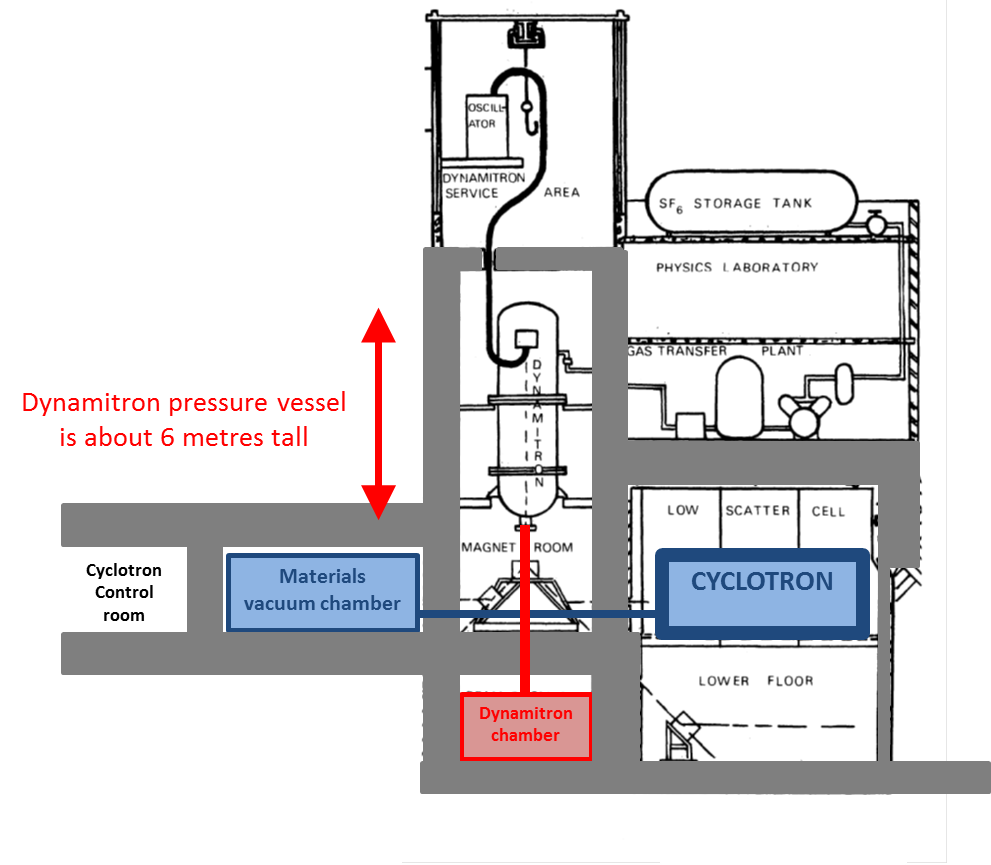 OSCILL-
ATOR
DYNAMITRON
SERVICE AREA
SF6 STORAGE TANK
PHYSICS LABORATORY
GAS TRANSFER PLANT
DYNAMITRON
Dynamitron pressure vessel
is about 6 metres tall
LOW SCATTER CELL
MAGNET ROOM
Cyclotron
Control
room
Materials
vacuum chamber
CYCLOTRON
LOWER FLOOR
Dynamitron
chamber